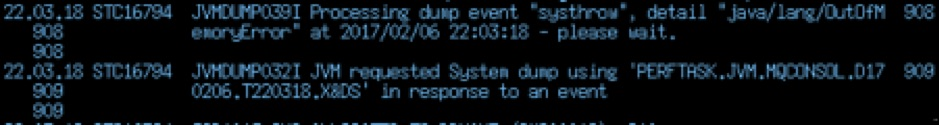 22.03.18 STC16794  JVMDUMP039I Processing dump event "systhrow", detail "java/lang/OutOfM  908
908              emoryError" at 2017/02/06 22:03:18 - please wait.
908
22.03.18 STC16794  JVMDUMP032I JVM requested System dump using 'PERFTASK.JVM.MQCONSOL.D17  909
909              0206.T220318.X&DS' in response to an event
909